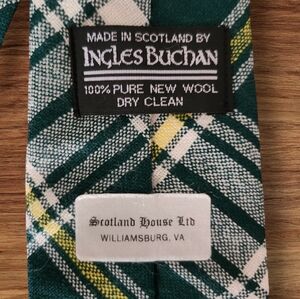 MADE IN SCOTLAND BY
INGLES BUCHAN
100% PURE NEW WOOL
DRY CLEAN
Scotland House Ltd
WILLIAMSBURG, VA